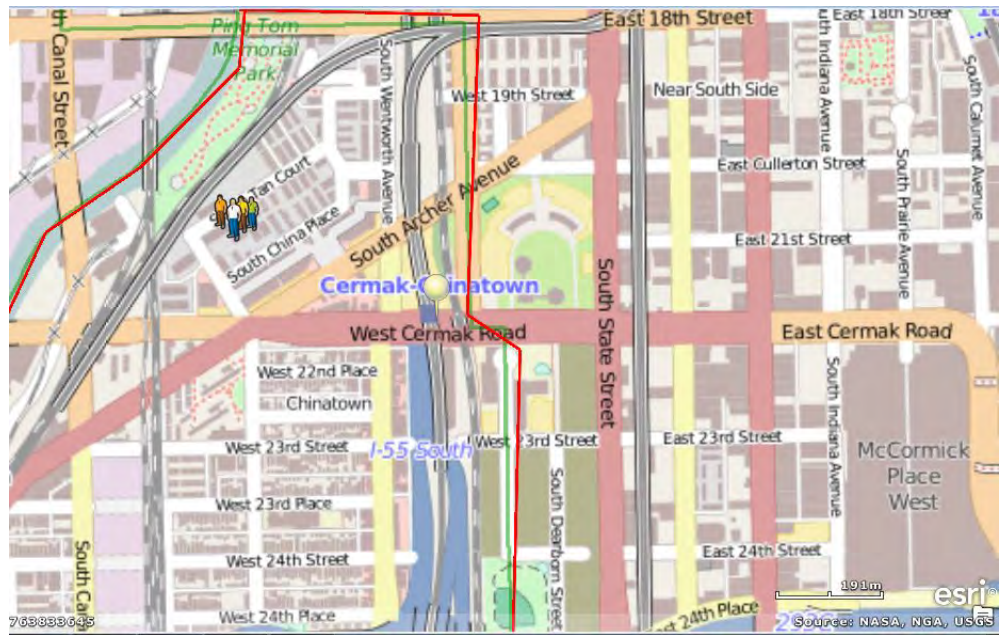 East 18th Street
East 18th Street
Ping Tom
Memorial
Park
South Indiana Avenue
South Calumet Avenue
Canal Street
South Wentworth Avenue
West 19th Street
Near South Side
East Cullerton Street
South Prairie Avenue
Tan Court
South China Place
South Archer Avenue
East 21st Street
Cermak-Chinatown
West Cermak Road
South State Street
East Cermak Road
West 22nd Place
Chinatown
West 23rd Street
I-55 South
West 23rd Street
East 23rd Street
South Indiana Avenue
McCormick
Place
West
West 23rd Place
South Dearborn Street
West 24th Street
East 24th Street
West 24th Place
24th Place
191m
esri
763833645
Source: NASA, NGA, USGS